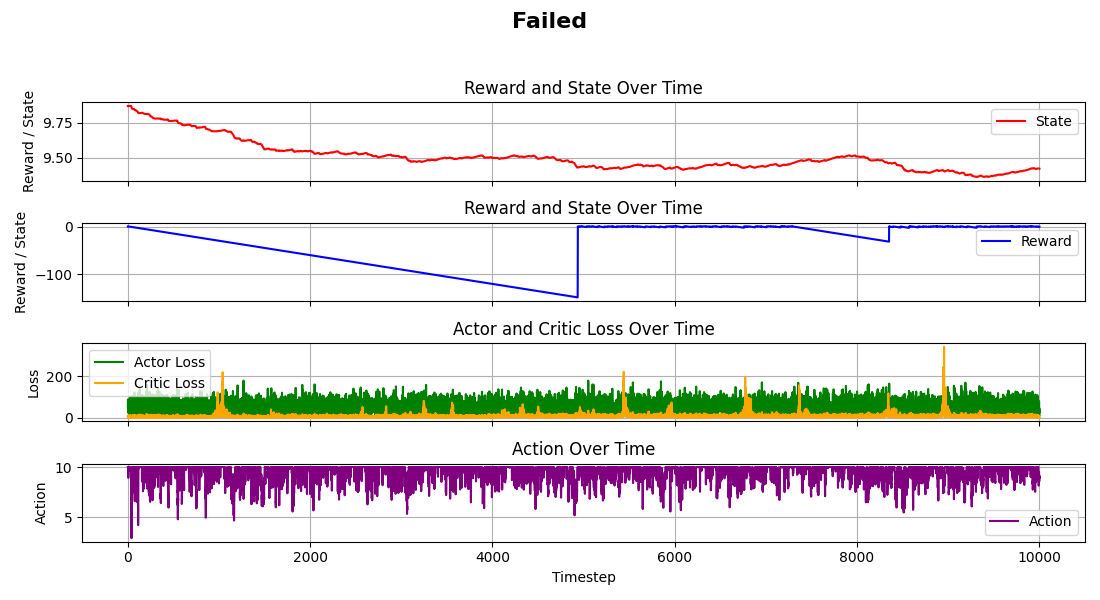 Failed
Reward and State Over Time
Reward / State
9.75
9.50
State
Reward and State Over Time
Reward / State
0
−100
Reward
Actor and Critic Loss Over Time
Loss
200
0
Actor Loss
Critic Loss
Action Over Time
Action
10
5
Action
0 2000 4000 6000 8000 10000
Timestep